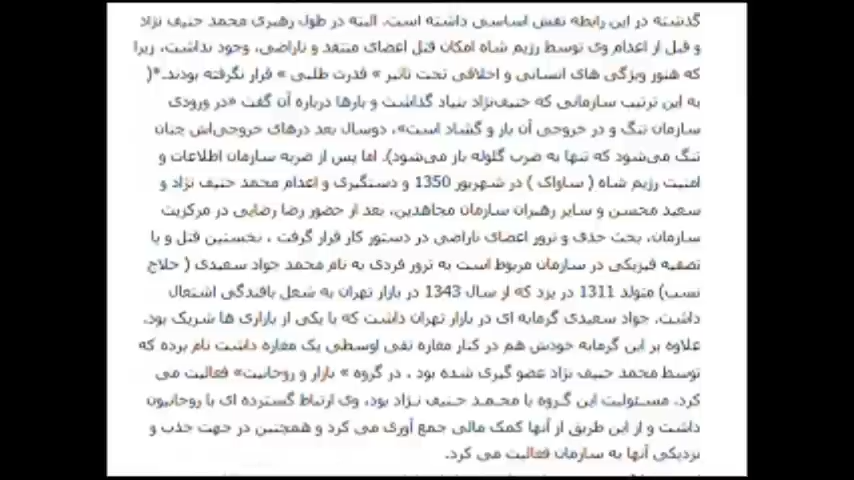 گذشته در این رابطه نقش اساسی داشته است. البته در طول رهبری محمد حنیف نژاد
و قبل از اعدام وی توسط رژیم شاه امکان قتل اعضای منتقد و ناراضی، وجود نداشت، زیرا
که هنوز ویژگی های انسانی و اخلاقی تحت تاثیر » قدرت طلبی » قرار نگرفته بودند.*(
به این ترتیب سازمانی که حنیف‌نژاد بنیاد گذاشت و بارها درباره آن گفت «در ورودی
سازمان تنگ و در خروجی آن باز و گشاد است»، دوسال بعد درهای خروجی‌اش چنان
تنگ می‌شود که تنها به ضرب گلوله باز می‌شود). اما پس از ضربه سازمان اطلاعات و
امنیت رژیم شاه ( ساواک ) در شهریور 1350 و دستگیری و اعدام محمد حنیف نژاد و
سعید محسن و سایر رهبران سازمان مجاهدین، بعد از حضور رضا رضایی در مرکزیت
سازمان، بحث حذف و ترور اعضای ناراضی در دستور کار قرار گرفت ، نخستین قتل و یا
تصفیه فیزیکی در سازمان مربوط است به ترور فردی به نام محمد جواد سعیدی ( حلاج
نسب) متولد 1311 در یزد که از سال 1343 در بازار تهران به شغل بافندگی اشتغال
داشت. جواد سعیدی گرمابه ای در بازار تهران داشت که با یکی از بازاری ها شریک بود.
علاوه بر این گرمابه خودش هم در کنار مغازه تقی اوسطی یک مغازه داشت نام برده که
توسط محمد حنیف نژاد عضو گیری شده بود ، در گروه » بازار و روحانیت» فعالیت می
کرد. مسئولیت این گروه با محمد حنیف نژاد بود، وی ارتباط گسترده ای با روحانیون
داشت و از این طریق از آنها کمک مالی جمع آوری می کرد و همچنین در جهت جذب و
نزدیکی آنها به سازمان فعالیت می کرد.